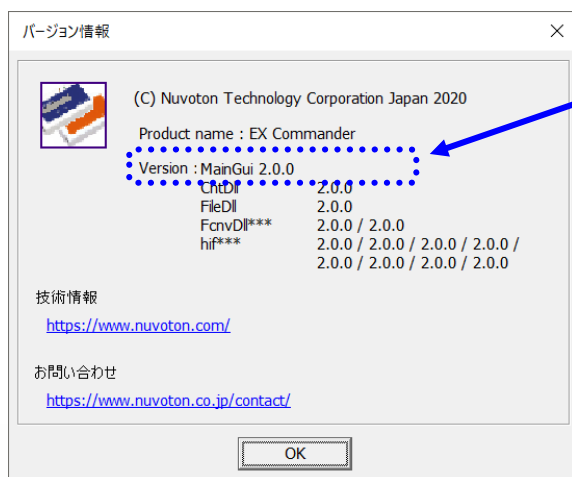 バージョン情報
(C) Nuvoton Technology Corporation Japan 2020
Product name : EX Commander
Version : MainGui 2.0.0
CntDll 2.0.0
FileDll 2.0.0
FcnvDll*** 2.0.0 / 2.0.0
hif*** 2.0.0 / 2.0.0 / 2.0.0 / 2.0.0 /
2.0.0 / 2.0.0 / 2.0.0 / 2.0.0
技術情報
https://www.nuvoton.com/
お問い合わせ
https://www.nuvoton.co.jp/contact/
OK